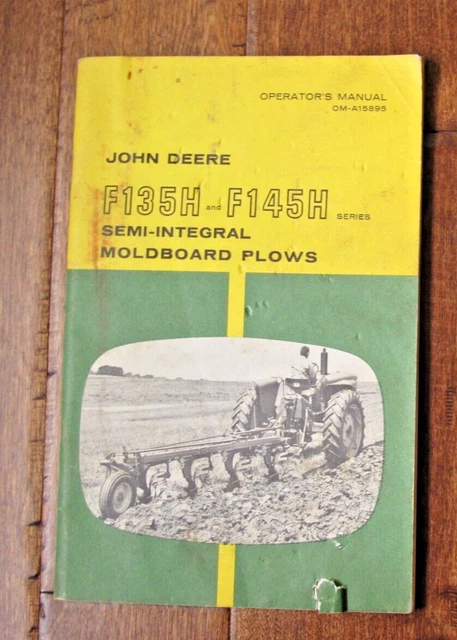 OPERATOR'S MANUAL
OM-A15895
JOHN DEERE
F135H and F145H SERIES
SEMI-INTEGRAL
MOLDBOARD PLOWS